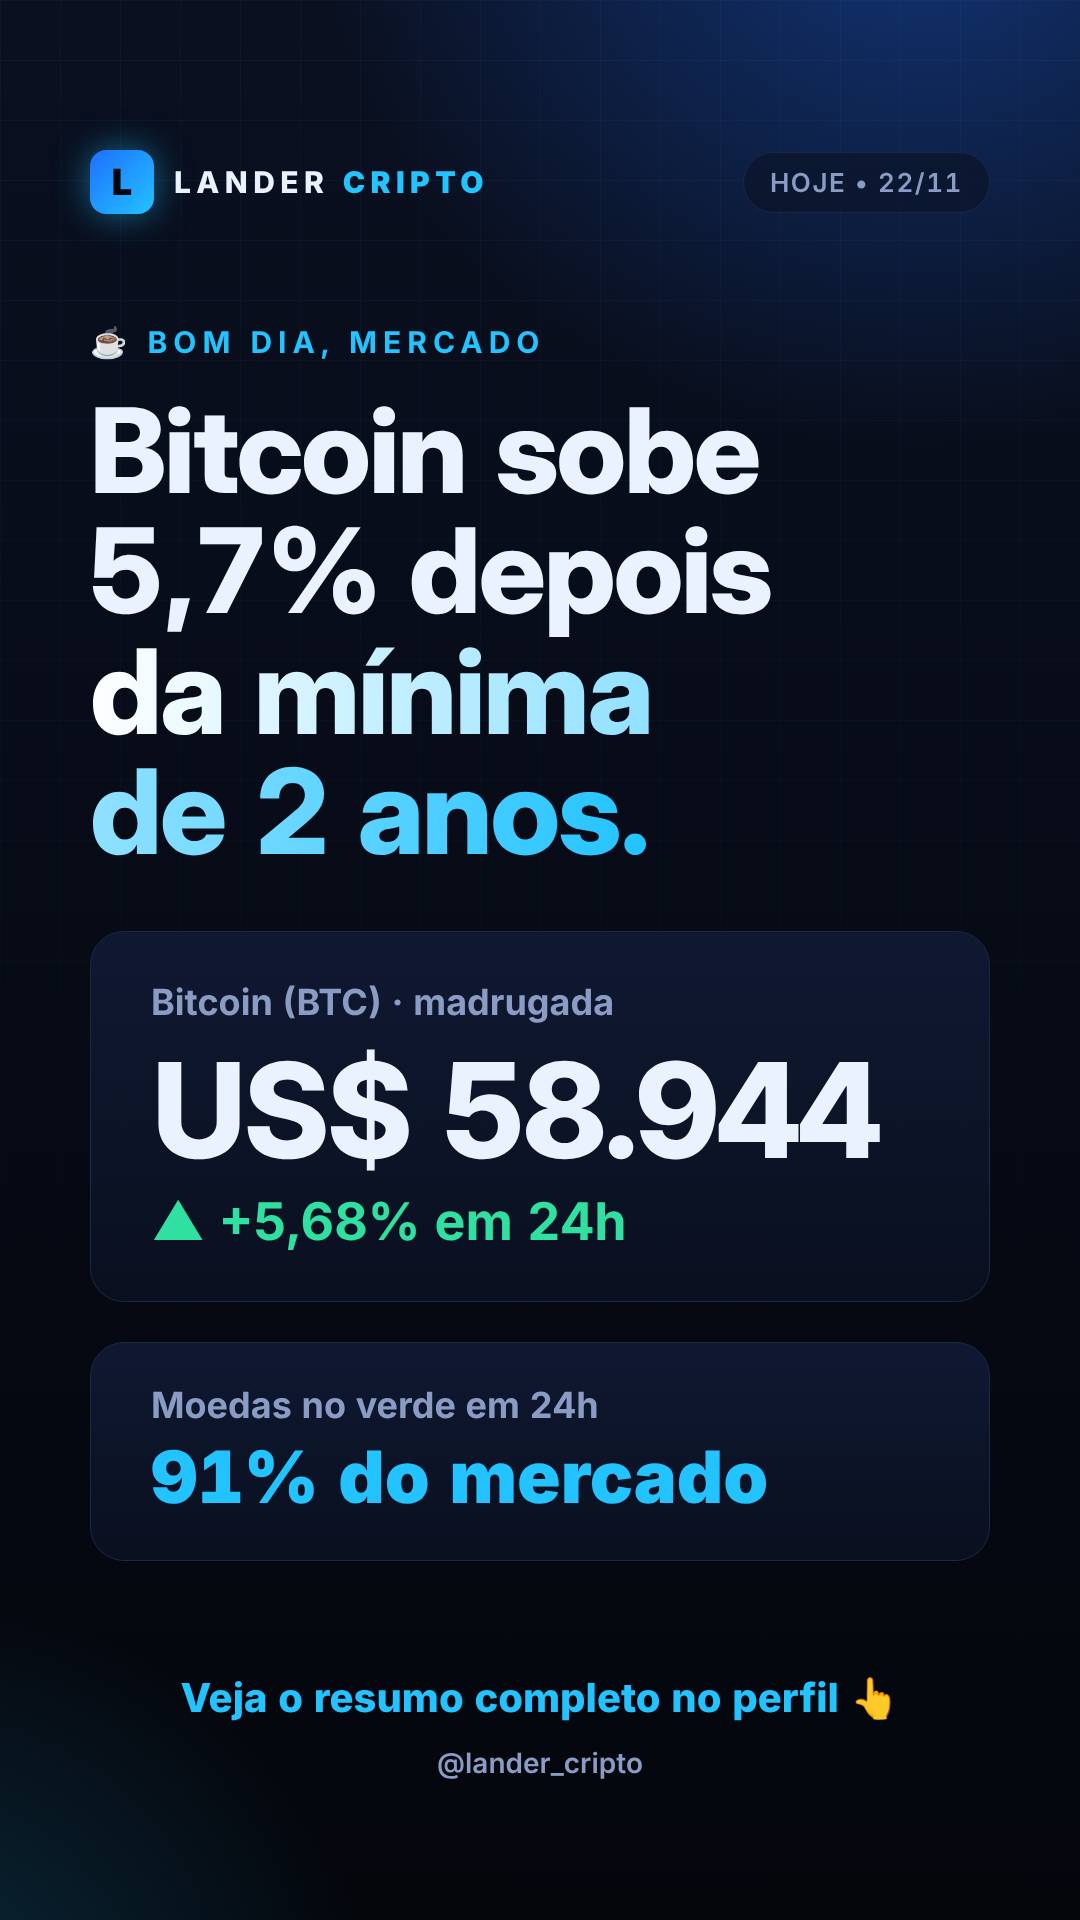 L LANDER CRIPTO
HOJE • 22/11
☕ BOM DIA, MERCADO
Bitcoin sobe
5,7% depois
da mínima
de 2 anos.
Bitcoin (BTC) · madrugada
US$ 58.944
▲ +5,68% em 24h
Moedas no verde em 24h
91% do mercado
Veja o resumo completo no perfil 👆
@lander_cripto